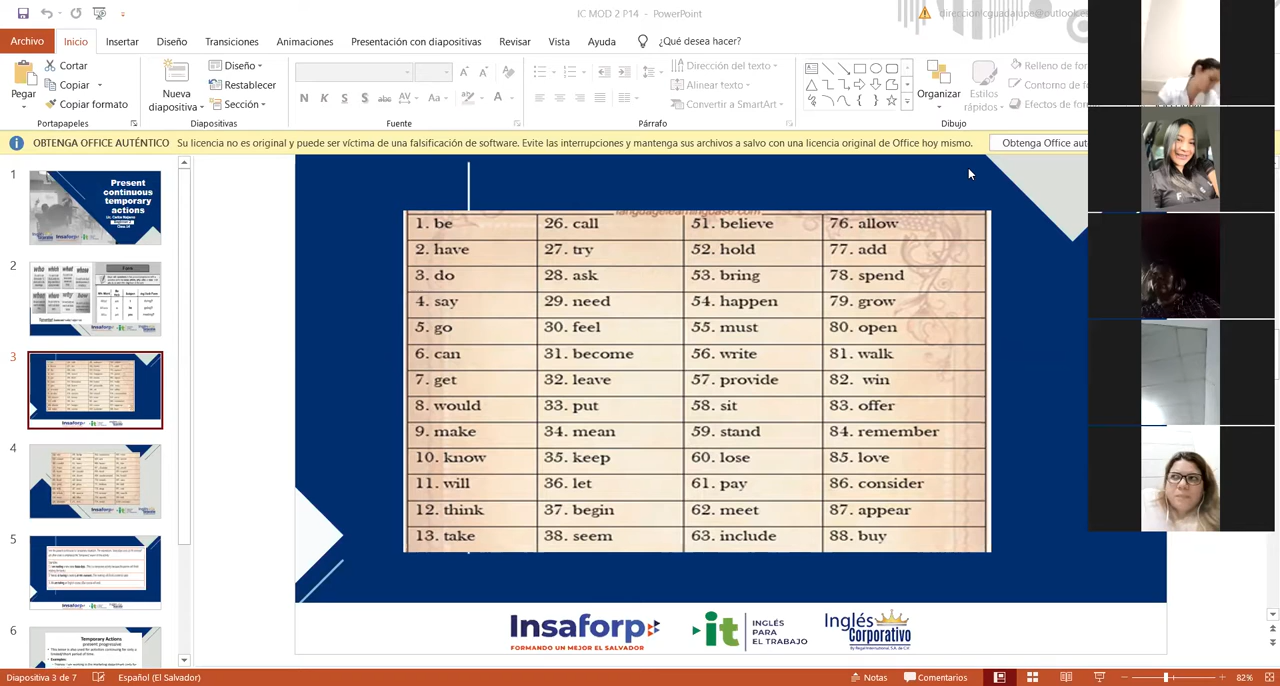 IC MOD 2 P14 - PowerPoint
Archivo Inicio Insertar Diseño Transiciones Animaciones Presentación con diapositivas Revisar Vista Ayuda ¿Qué desea hacer?
Pegar
Cortar
Copiar
Copiar formato
Portapapeles
Nueva diapositiva
Diseño
Restablecer
Sección
Diapositivas
Fuente
Dirección del texto
Alinear texto
Convertir a SmartArt
Párrafo
Organizar
Estilos rápidos
Relleno de
Contorno de
Efectos de
Dibujo
OBTENGA OFFICE AUTÉNTICO Su licencia no es original y puede ser víctima de una falsificación de software. Evite las interrupciones y mantenga sus archivos a salvo con una licencia original de Office hoy mismo. Obtenga Office
1
Present
continuous
temporary
actions
2
3
4
5
6
Temporary Actions
present progressive
1. be 26. call 51. believe 76. allow
2. have 27. try 52. hold 77. add
3. do 28. ask 53. bring 78. spend
4. say 29. need 54. happen 79. grow
5. go 30. feel 55. must 80. open
6. can 31. become 56. write 81. walk
7. get 32. leave 57. provide 82. win
8. would 33. put 58. sit 83. offer
9. make 34. mean 59. stand 84. remember
10. know 35. keep 60. lose 85. love
11. will 36. let 61. pay 86. consider
12. think 37. begin 62. meet 87. appear
13. take 38. seem 63. include 88. buy
Insaforp
FORMANDO UN MEJOR EL SALVADOR
it
INGLÉS
PARA
EL TRABAJO
Inglés
Corporativo
Diapositiva 3 de 7 Español (El Salvador) Notas Comentarios 82%